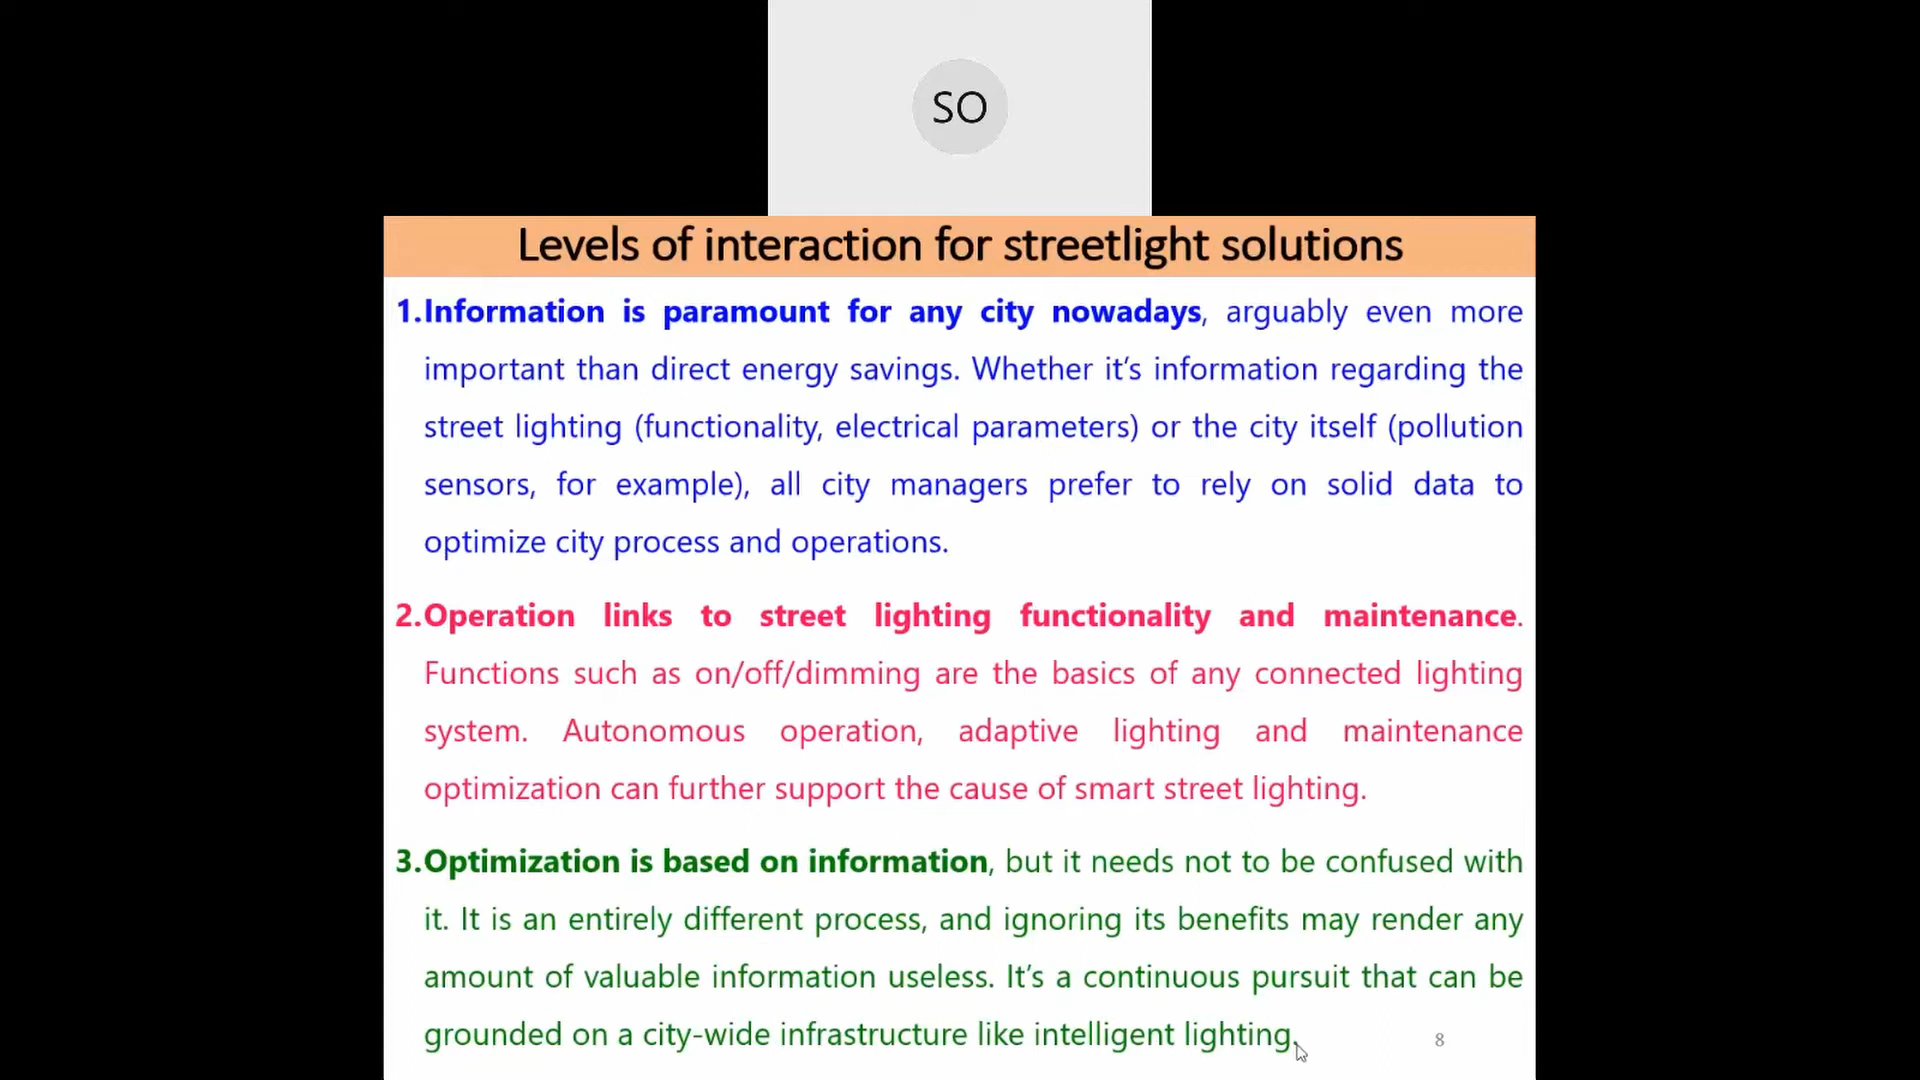 SO
Levels of interaction for streetlight solutions
1.Information is paramount for any city nowadays, arguably even more
important than direct energy savings. Whether it’s information regarding the
street lighting (functionality, electrical parameters) or the city itself (pollution
sensors, for example), all city managers prefer to rely on solid data to
optimize city process and operations.
2.Operation links to street lighting functionality and maintenance.
Functions such as on/off/dimming are the basics of any connected lighting
system. Autonomous operation, adaptive lighting and maintenance
optimization can further support the cause of smart street lighting.
3.Optimization is based on information, but it needs not to be confused with
it. It is an entirely different process, and ignoring its benefits may render any
amount of valuable information useless. It’s a continuous pursuit that can be
grounded on a city-wide infrastructure like intelligent lighting.
8